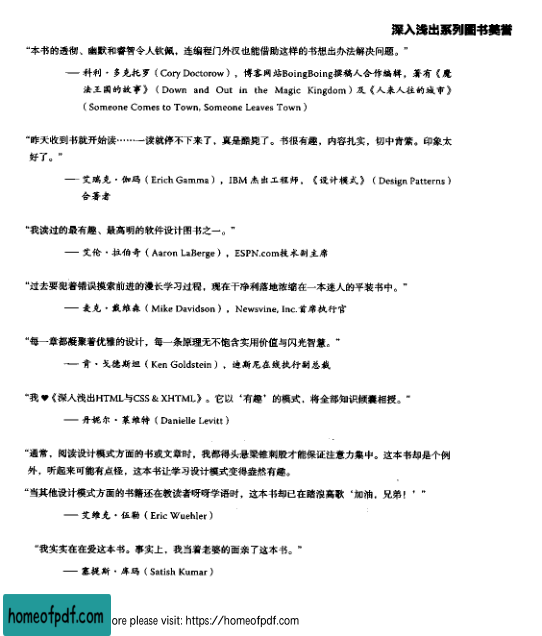 深入浅出系列图书美誉
“本书的透彻、幽默和睿智令人钦佩，连编程门外汉也能借助这样的书想出办法解决问题。”
—— 科利·多克托罗（Cory Doctorow），博客网站BoingBoing撰稿人合作编辑，著有《魔
法王国的故事》（Down and Out in the Magic Kingdom）及《人来人往的城市》
（Someone Comes to Town, Someone Leaves Town）
“昨天收到书就开始读……一读就停不下来了，真是酷毙了。书很有趣，内容扎实，切中肯綮。印象太
好了。”
—— 艾瑞克·伽玛（Erich Gamma），IBM 杰出工程师，《设计模式》（Design Patterns）
合著者
“我读过的最有趣、最高明的软件设计图书之一。”
—— 艾伦·拉伯奇（Aaron LaBerge），ESPN.com技术副主席
“过去要犯着错误摸索前进的漫长学习过程，现在干净利落地浓缩在一本迷人的平装书中。”
—— 麦克·戴维森（Mike Davidson），Newsvine, Inc.首席执行官
“每一章都凝聚着优雅的设计，每一条原理无不饱含实用价值与闪光智慧。”
—— 肯·戈德斯坦（Ken Goldstein），迪斯尼在线执行副总裁
“我♥《深入浅出HTML与CSS & XHTML》。它以‘有趣’的模式，将全部知识倾囊相授。”
—— 丹妮尔·莱维特（Danielle Levitt）
“通常，阅读设计模式方面的书或文章时，我都得头悬梁锥刺股才能保证注意力集中。这本书却是个例
外，听起来可能有点怪，这本书让学习设计模式变得盎然有趣。
“当其他设计模式方面的书籍还在教读者呀呀学语时，这本书却已在踏浪高歌‘加油，兄弟！’”
—— 艾维克·伍勒（Eric Wuehler）
“我实实在在爱这本书。事实上，我当着老婆的面亲了这本书。”
—— 塞提斯·库玛（Satish Kumar）
homeofpdf.com ore please visit: https://homeofpdf.com